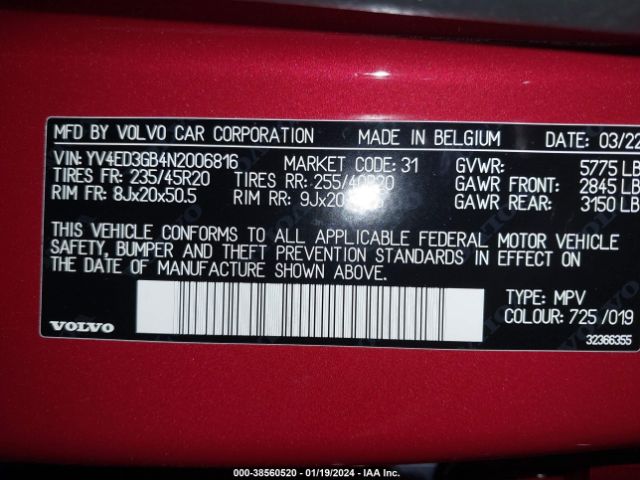 MFD BY VOLVO CAR CORPORATION MADE IN BELGIUM DATE: 03/22
VIN: YV4ED3GB4N2006816 MARKET CODE: 31 GVWR: 5775 LB
TIRES FR: 235/45R20 TIRES RR: 255/40R20 GAWR FRONT: 2845 LB
RIM FR: 8Jx20x50.5 RIM RR: 9Jx20 GAWR REAR: 3150 LB
THIS VEHICLE CONFORMS TO ALL APPLICABLE FEDERAL MOTOR VEHICLE
SAFETY, BUMPER AND THEFT PREVENTION STANDARDS IN EFFECT ON
THE DATE OF MANUFACTURE SHOWN ABOVE.
TYPE: MPV
COLOUR: 725 /019
VOLVO
32366355
000-38560520 - 01/19/2024 - IAA Inc.